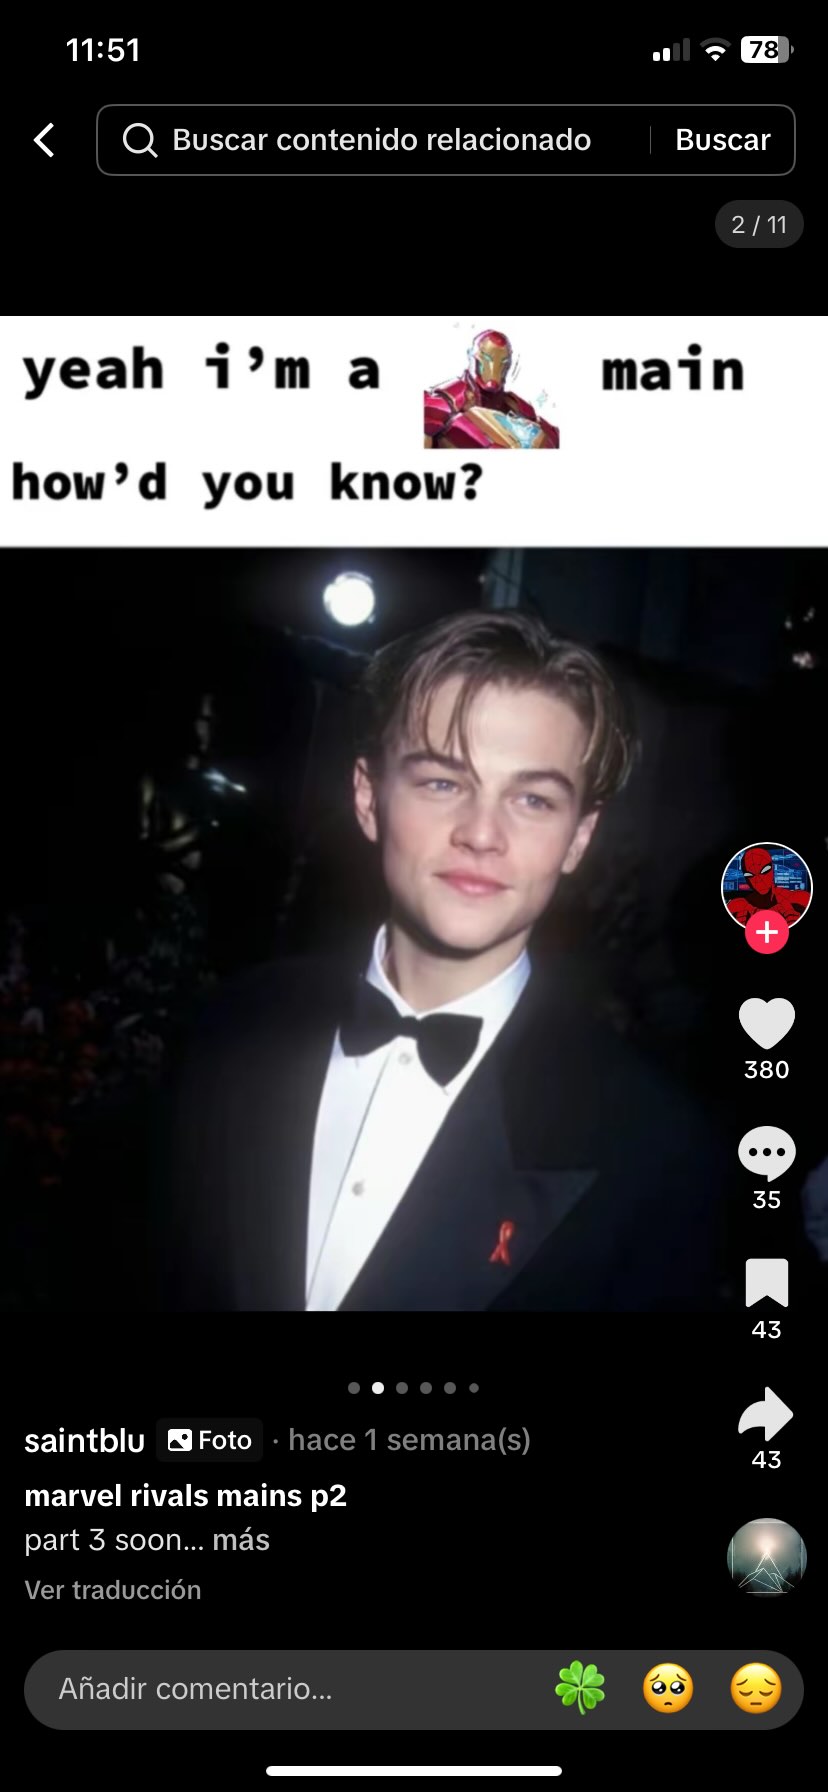 11:51
78
Buscar contenido relacionado
Buscar
2 / 11
yeah i’m a main
how’d you know?
380
35
43
43
saintblu Foto · hace 1 semana(s)
marvel rivals mains p2
part 3 soon... más
Ver traducción
Añadir comentario...